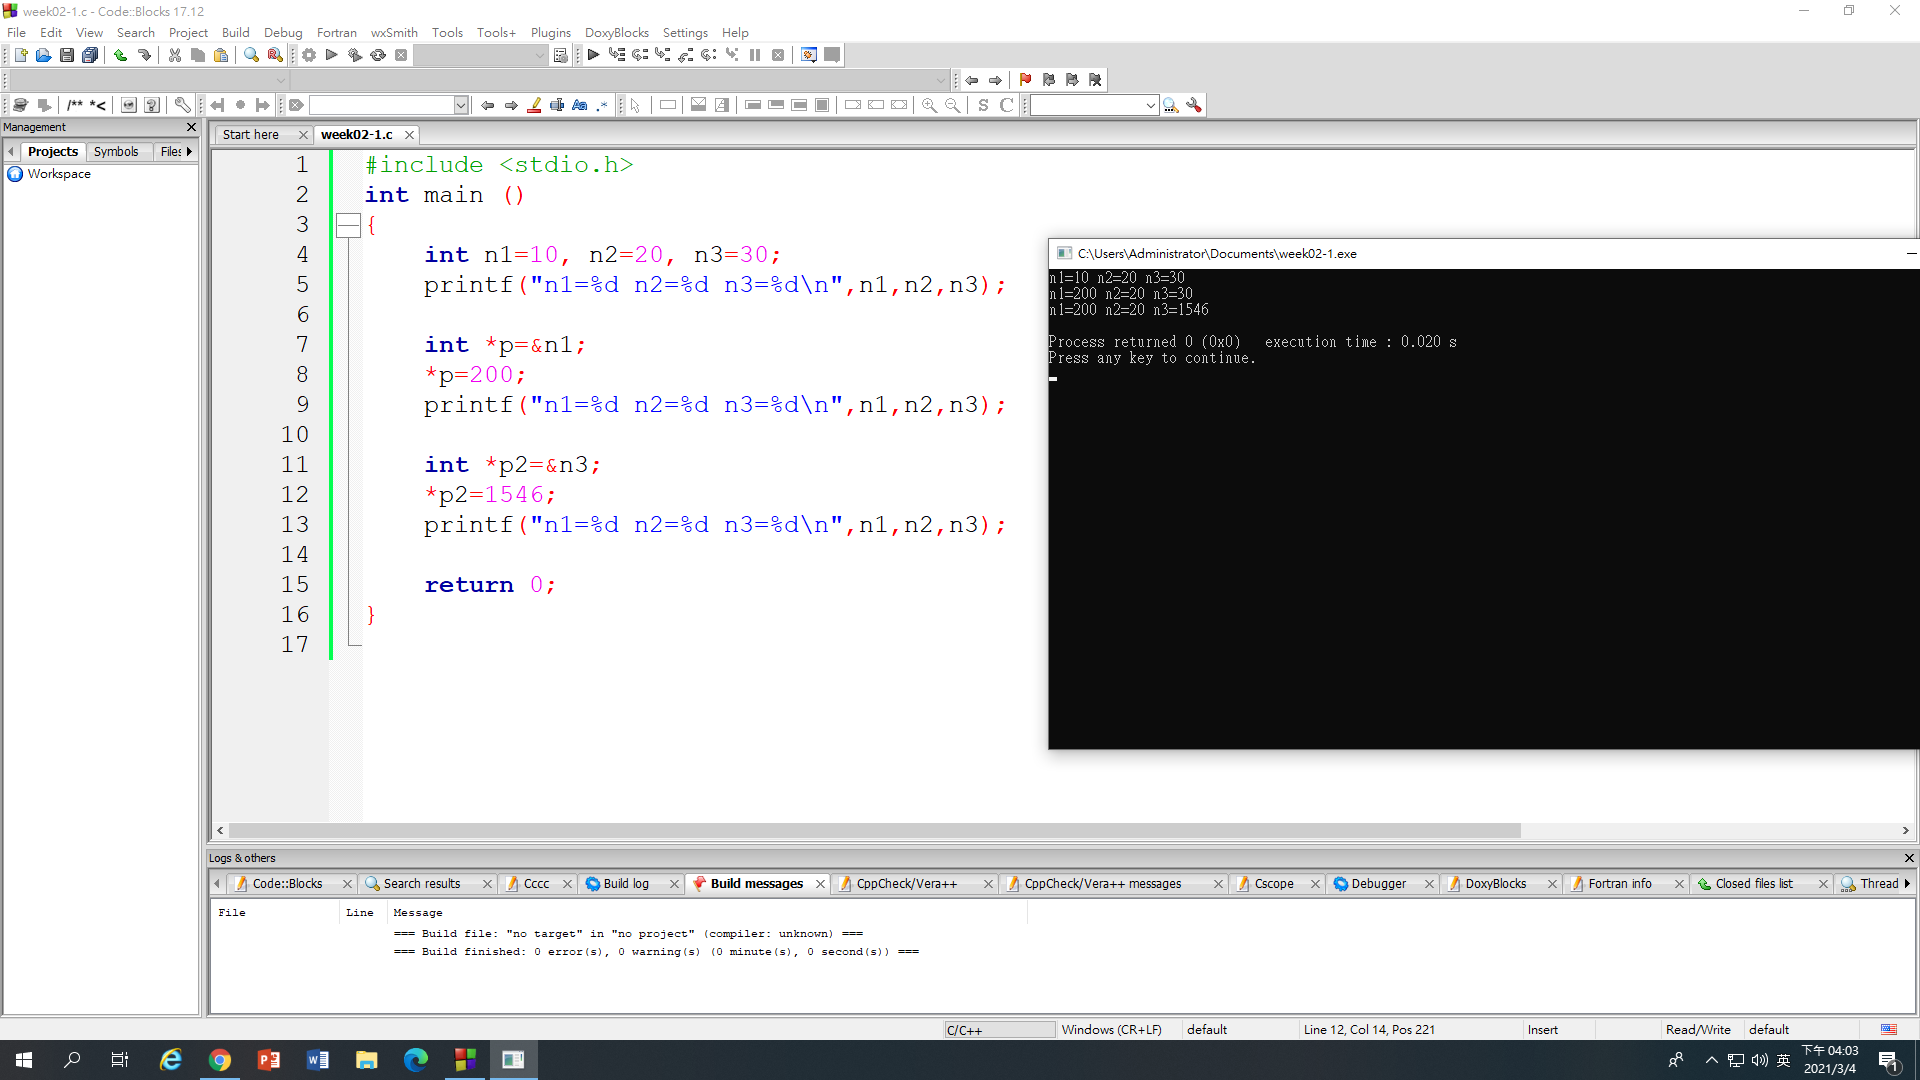 week02-1.c - Code::Blocks 17.12
File Edit View Search Project Build Debug Fortran wxSmith Tools Tools+ Plugins DoxyBlocks Settings Help
/** *<
S C
Management
Projects Symbols Files
Workspace
Start here week02-1.c
1 #include <stdio.h>
2 int main ()
3 {
4 int n1=10, n2=20, n3=30;
5 printf("n1=%d n2=%d n3=%d\n",n1,n2,n3);
6
7 int *p=&n1;
8 *p=200;
9 printf("n1=%d n2=%d n3=%d\n",n1,n2,n3);
10
11 int *p2=&n3;
12 *p2=1546;
13 printf("n1=%d n2=%d n3=%d\n",n1,n2,n3);
14
15 return 0;
16 }
17
C:\Users\Administrator\Documents\week02-1.exe
n1=10 n2=20 n3=30
n1=200 n2=20 n3=30
n1=200 n2=20 n3=1546
Process returned 0 (0x0) execution time : 0.020 s
Press any key to continue.
Logs & others
Code::Blocks Search results Cccc Build log Build messages CppCheck/Vera++ CppCheck/Vera++ messages Cscope Debugger DoxyBlocks Fortran info Closed files list Thread
File Line Message
=== Build file: "no target" in "no project" (compiler: unknown) ===
=== Build finished: 0 error(s), 0 warning(s) (0 minute(s), 0 second(s)) ===
C/C++ Windows (CR+LF) default Line 12, Col 14, Pos 221 Insert Read/Write default
英 下午 04:03
2021/3/4
1